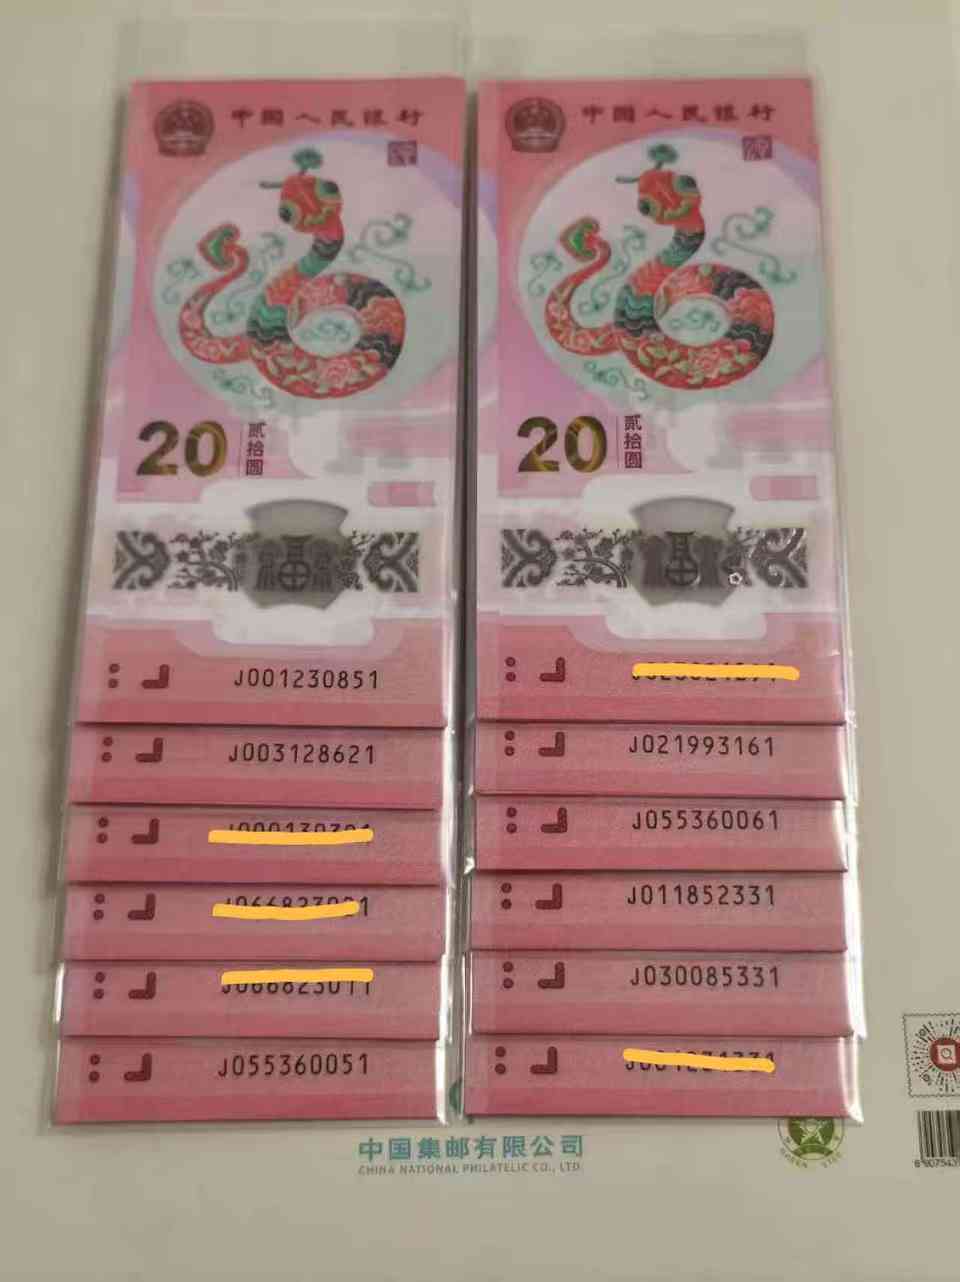 中国人民银行
20
贰拾圆
J001230851
J003128621
J066823011
J055360051
中国人民银行
20
贰拾圆
J021993161
J055360061
J011852331
J030085331
中国集邮有限公司
CHINA NATIONAL PHILATELIC CO., LTD.